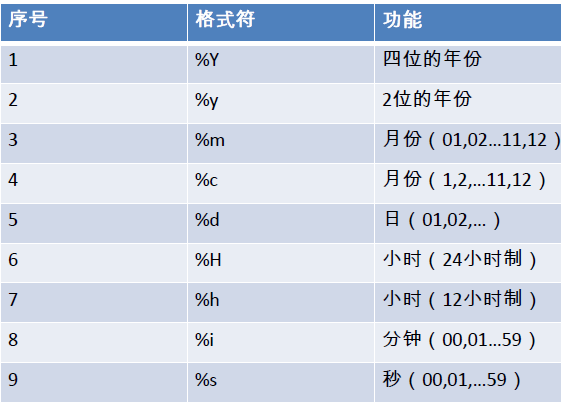 序号 格式符 功能
1 %Y 四位的年份
2 %y 2位的年份
3 %m 月份（01,02…11,12）
4 %c 月份（1,2,…11,12）
5 %d 日（01,02,…）
6 %H 小时（24小时制）
7 %h 小时（12小时制）
8 %i 分钟（00,01…59）
9 %s 秒（00,01,…59）